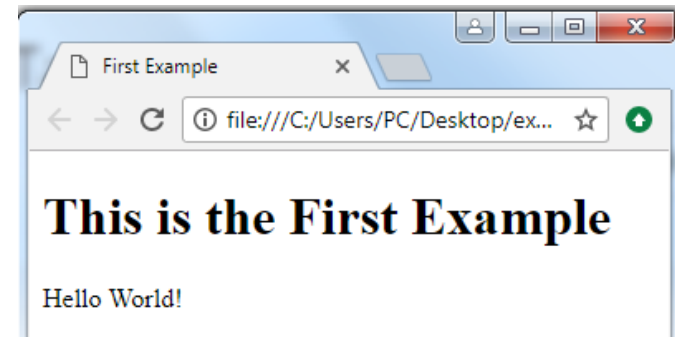 First Example
file:///C:/Users/PC/Desktop/ex...
This is the First Example
Hello World!